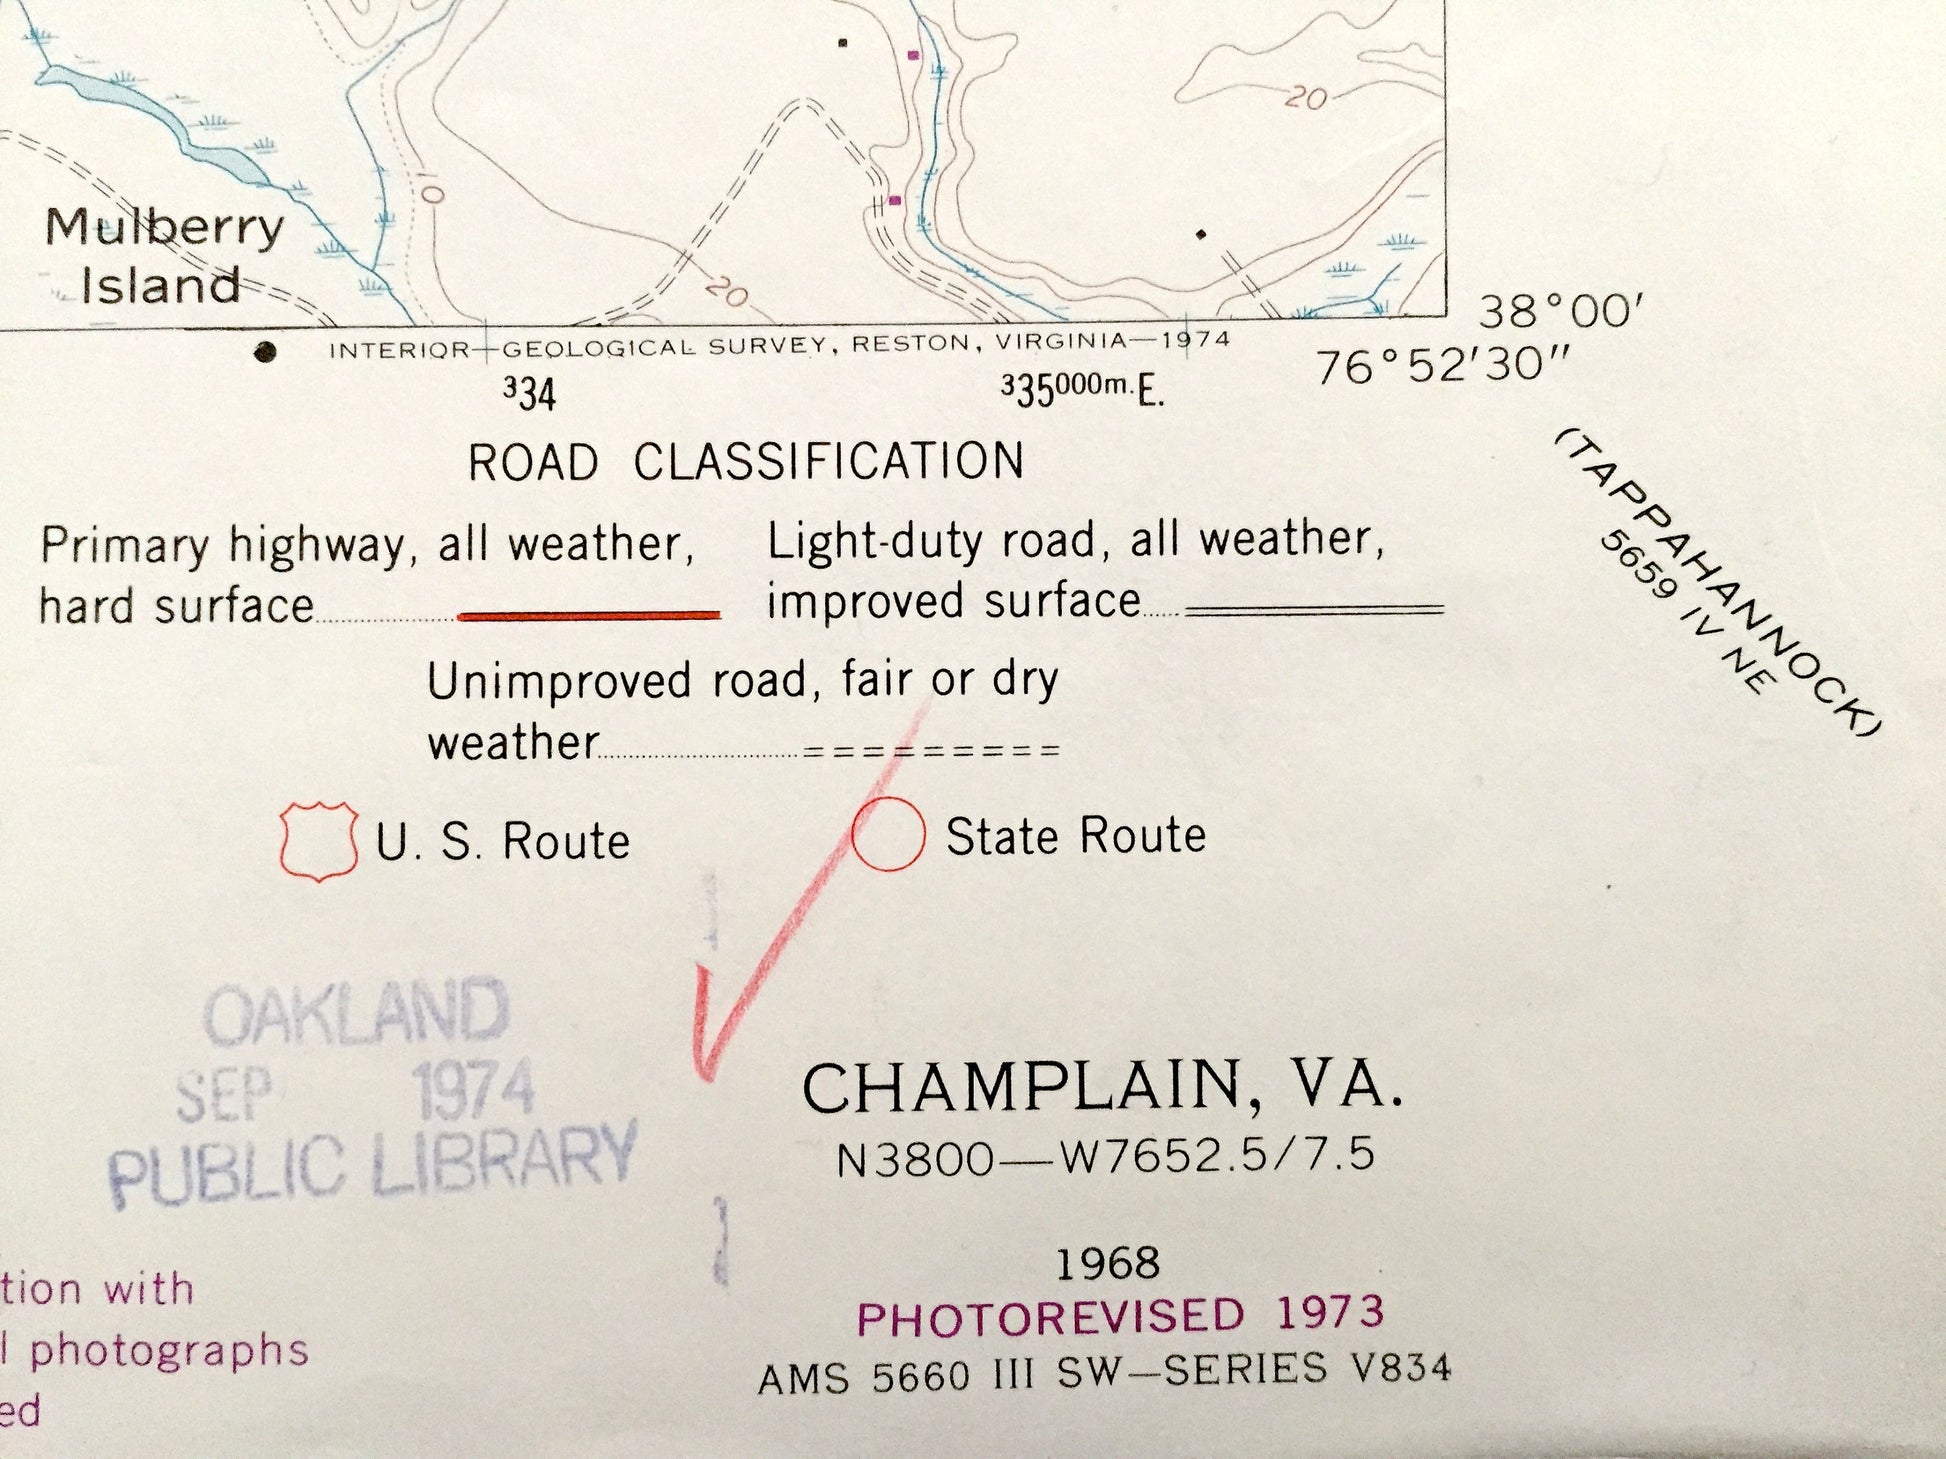 20
10
Mulberry
Island
20
38°00'
INTERIOR—GEOLOGICAL SURVEY, RESTON, VIRGINIA—1974
76°52'30"
334
335000m.E.
(TAPPAHANNOCK)
5659 IV NE
ROAD CLASSIFICATION
Primary highway, all weather,
hard surface
Light-duty road, all weather,
improved surface
Unimproved road, fair or dry
weather
U. S. Route
State Route
OAKLAND
SEP 1974
PUBLIC LIBRARY
CHAMPLAIN, VA.
N3800—W7652.5/7.5
1968
PHOTOREVISED 1973
AMS 5660 III SW—SERIES V834
tion with
l photographs
ed